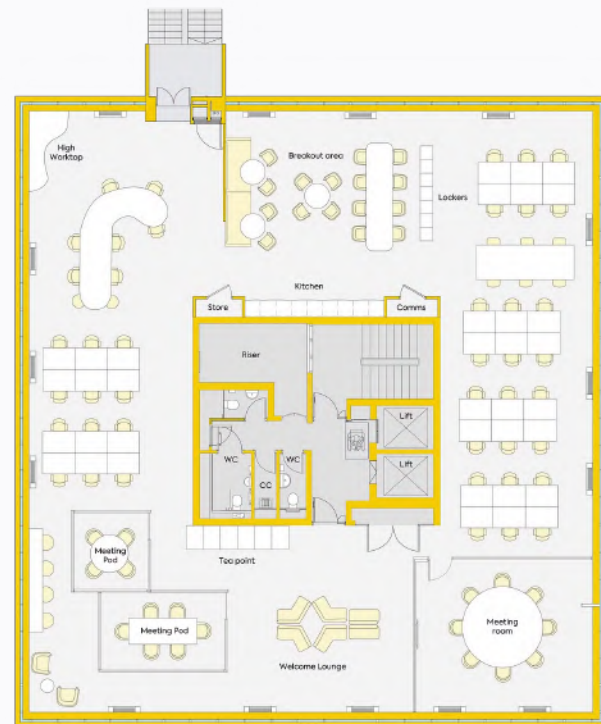 High
Worktop
Breakout area
Lockers
Kitchen
Store
Comms
Riser
Lift
WC
WC
CC
Lift
Tea point
Meeting
Pod
Meeting Pod
Meeting
room
Welcome Lounge